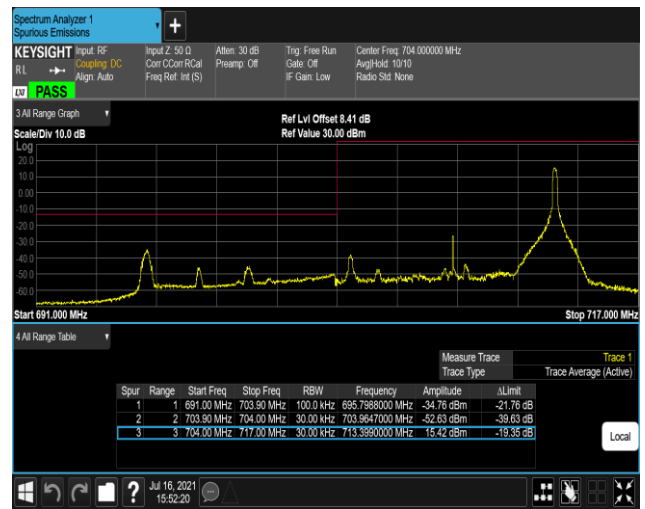 Spectrum Analyzer 1
Spurious Emissions
+
KEYSIGHT Input: RF Input Z: 50 Ω Atten: 30 dB Trig: Free Run Center Freq: 704.000000 MHz
RL Coupling: DC Corr CCorr RCal Preamp: Off Gate: Off Avg|Hold: 10/10
Align: Auto Freq Ref: Int (S) IF Gain: Low Radio Std: None
LXI PASS
3 All Range Graph
Ref Lvl Offset 8.41 dB
Scale/Div 10.0 dB Ref Value 30.00 dBm
Log
20.0
10.0
0.00
-10.0
-20.0
-30.0
-40.0
-50.0
-60.0
Start 691.000 MHz Stop 717.000 MHz
4 All Range Table
Measure Trace Trace 1
Trace Type Trace Average (Active)
Spur Range Start Freq Stop Freq RBW Frequency Amplitude ΔLimit
1 1 691.00 MHz 703.90 MHz 100.0 kHz 695.7988000 MHz -34.76 dBm -21.76 dB
2 2 703.90 MHz 704.00 MHz 30.00 kHz 703.9647000 MHz -52.63 dBm -39.63 dB
3 3 704.00 MHz 717.00 MHz 30.00 kHz 713.3990000 MHz 15.42 dBm -19.35 dB
Local
? Jul 16, 2021
15:52:20